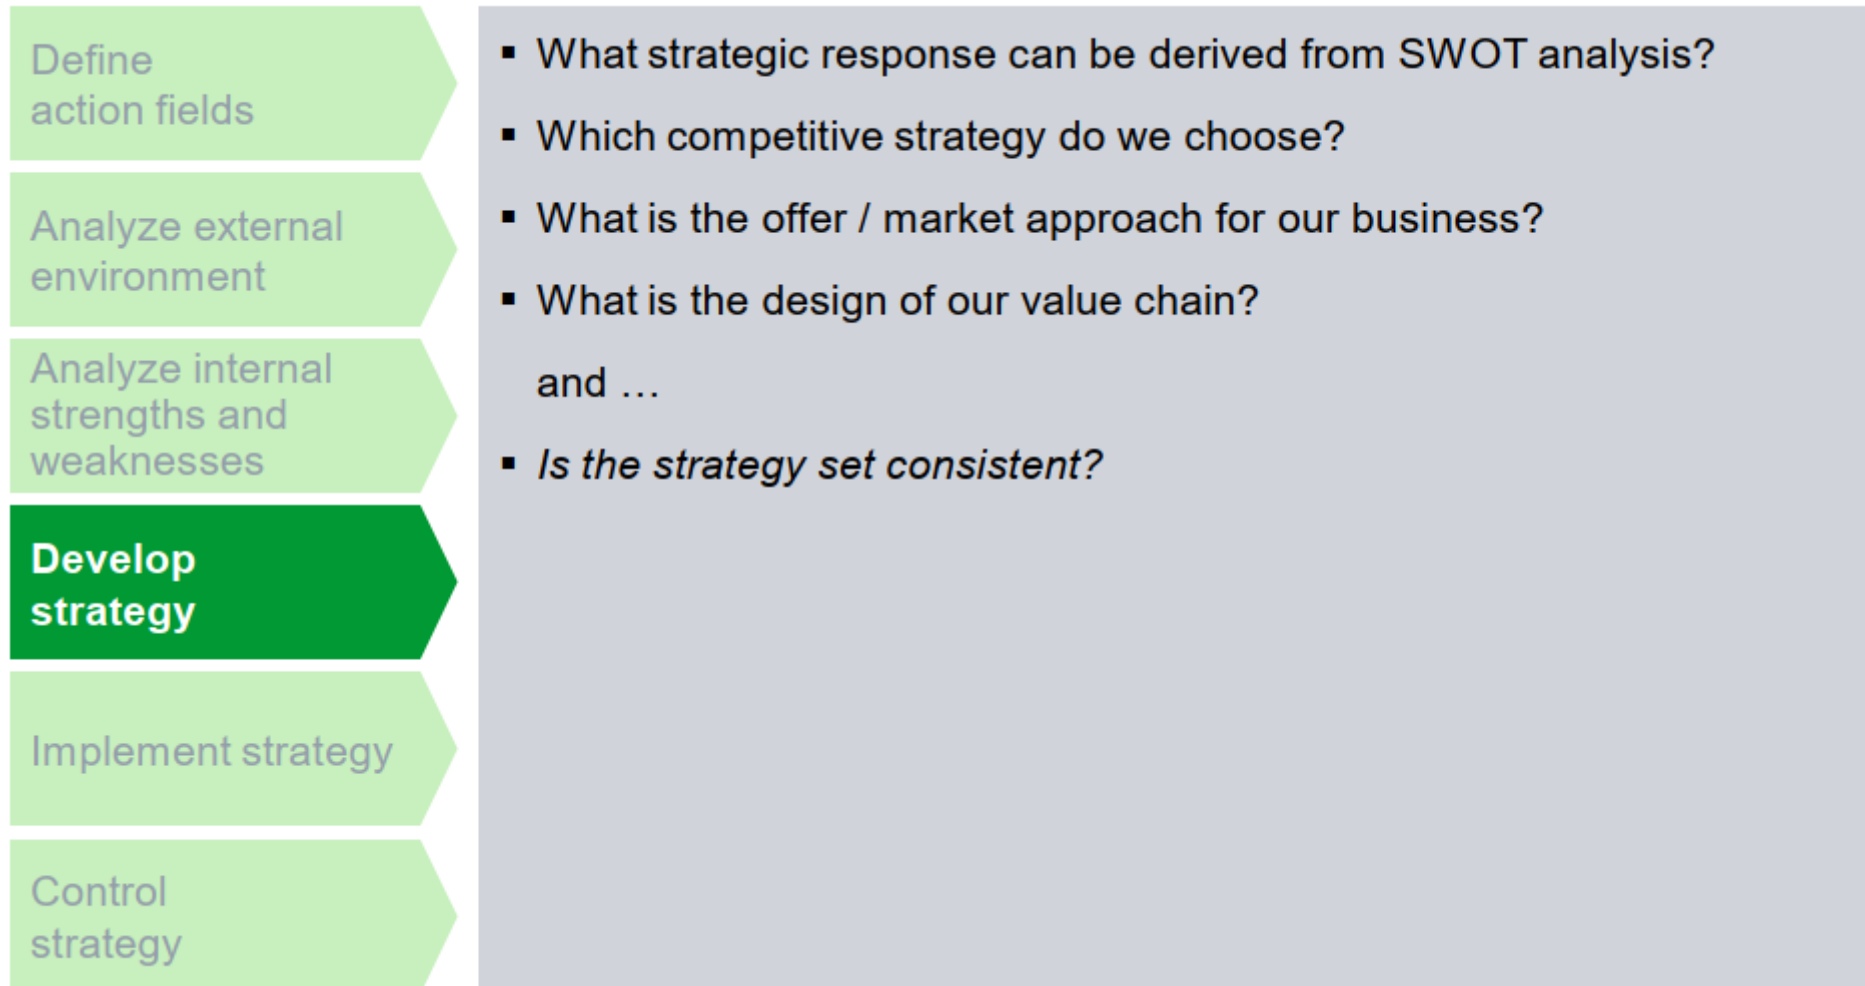 Define
action fields
Analyze external
environment
Analyze internal
strengths and
weaknesses
Develop
strategy
Implement strategy
Control
strategy
▪ What strategic response can be derived from SWOT analysis?
▪ Which competitive strategy do we choose?
▪ What is the offer / market approach for our business?
▪ What is the design of our value chain?
and …
▪ Is the strategy set consistent?